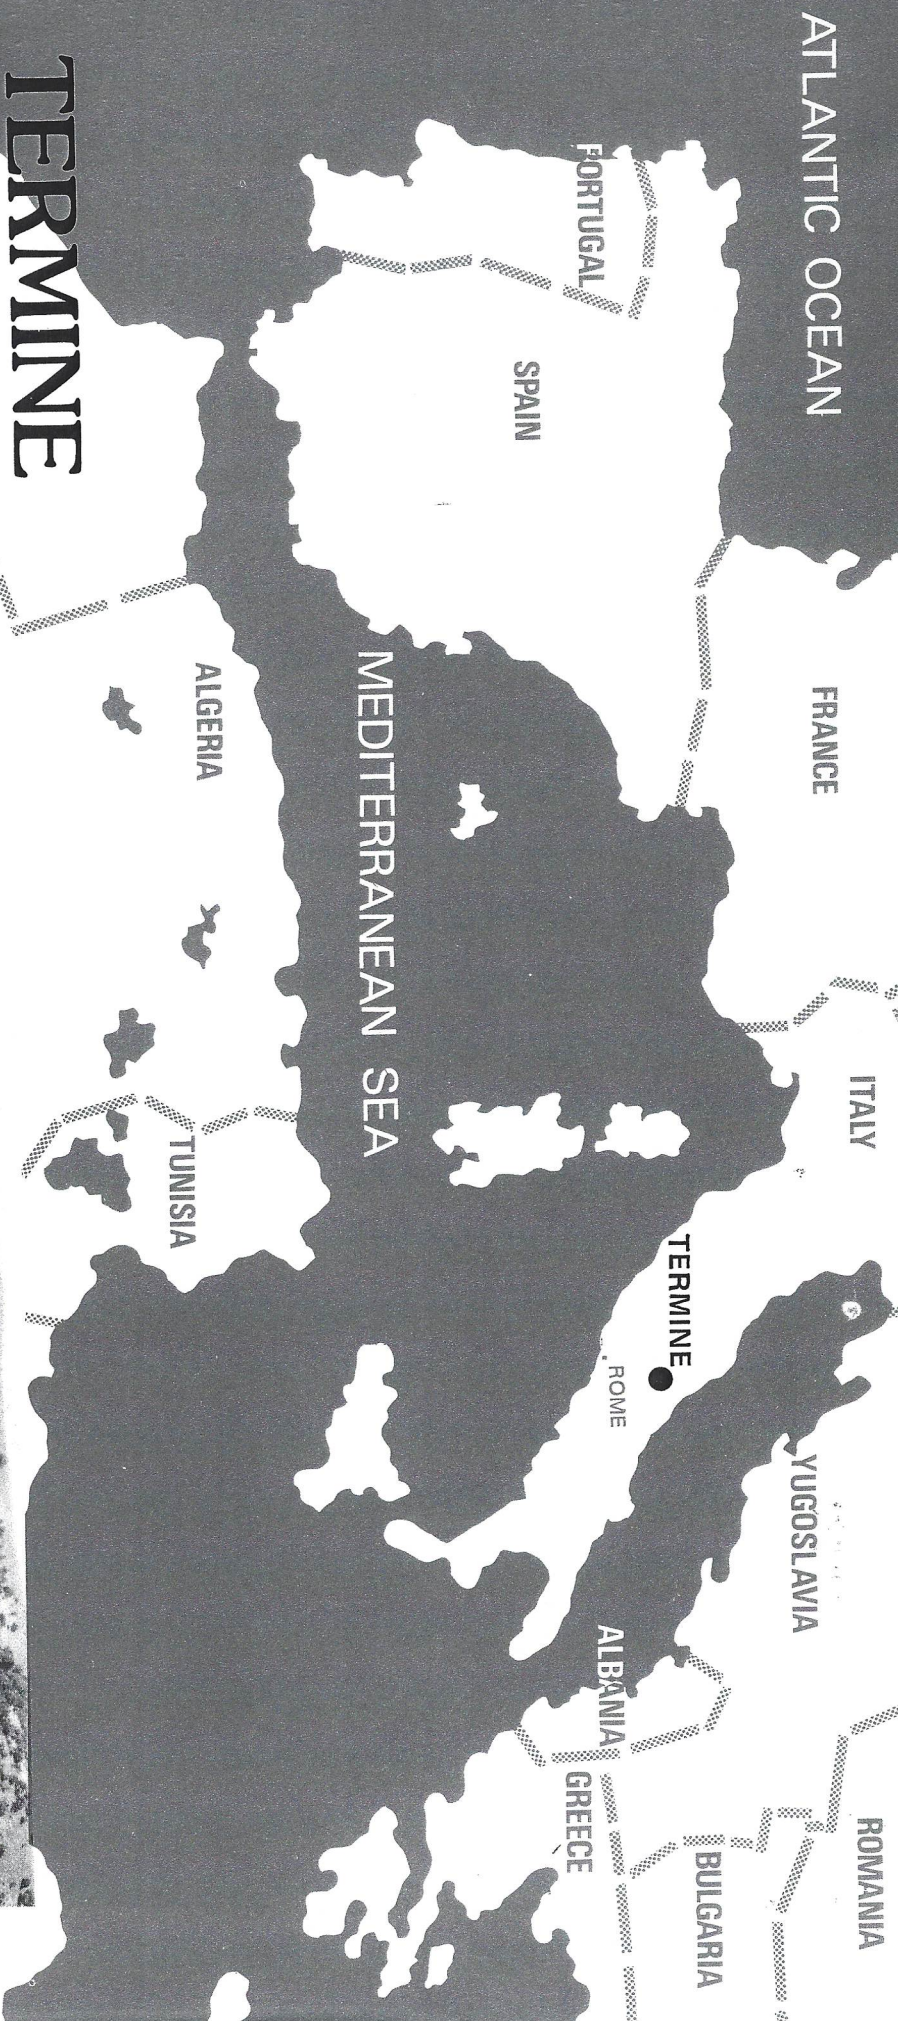 ATLANTIC OCEAN
FRANCE
ITALY
ROMANIA
YUGOSLAVIA
BULGARIA
PORTUGAL
TERMINE
ROME
ALBANIA
GREECE
SPAIN
MEDITERRANEAN SEA
ALGERIA
TUNISIA
TERMINE